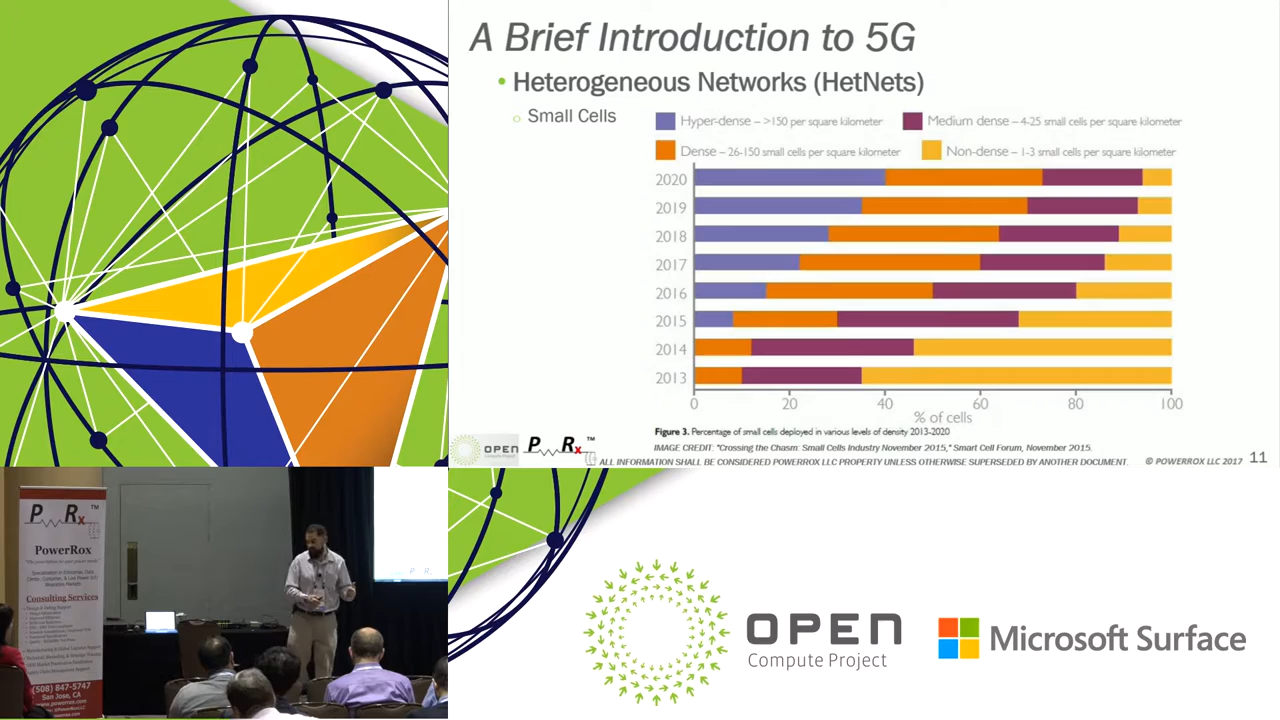 A Brief Introduction to 5G
• Heterogeneous Networks (HetNets)
○ Small Cells
Hyper-dense – >150 per square kilometer
Medium dense – 4-25 small cells per square kilometer
Dense – 26-150 small cells per square kilometer
Non-dense – 1-3 small cells per square kilometer
2020
2019
2018
2017
2016
2015
2014
2013
0 20 40 60 80 100
% of cells
Figure 3. Percentage of small cells deployed in various levels of density 2013-2020
IMAGE CREDIT: "Crossing the Chasm: Small Cells Industry November 2015," Smart Cell Forum, November 2015.
OPEN
Compute Project
P Rx ™
ALL INFORMATION SHALL BE CONSIDERED POWERROX LLC PROPERTY UNLESS OTHERWISE SUPERSEDED BY ANOTHER DOCUMENT.
© POWERROX LLC 2017
11
P Rx ™
PowerRox
Consulting Services
(508) 847-5747
San Jose, CA
www.powerrox.com
P R
OPEN
Compute Project
Microsoft Surface